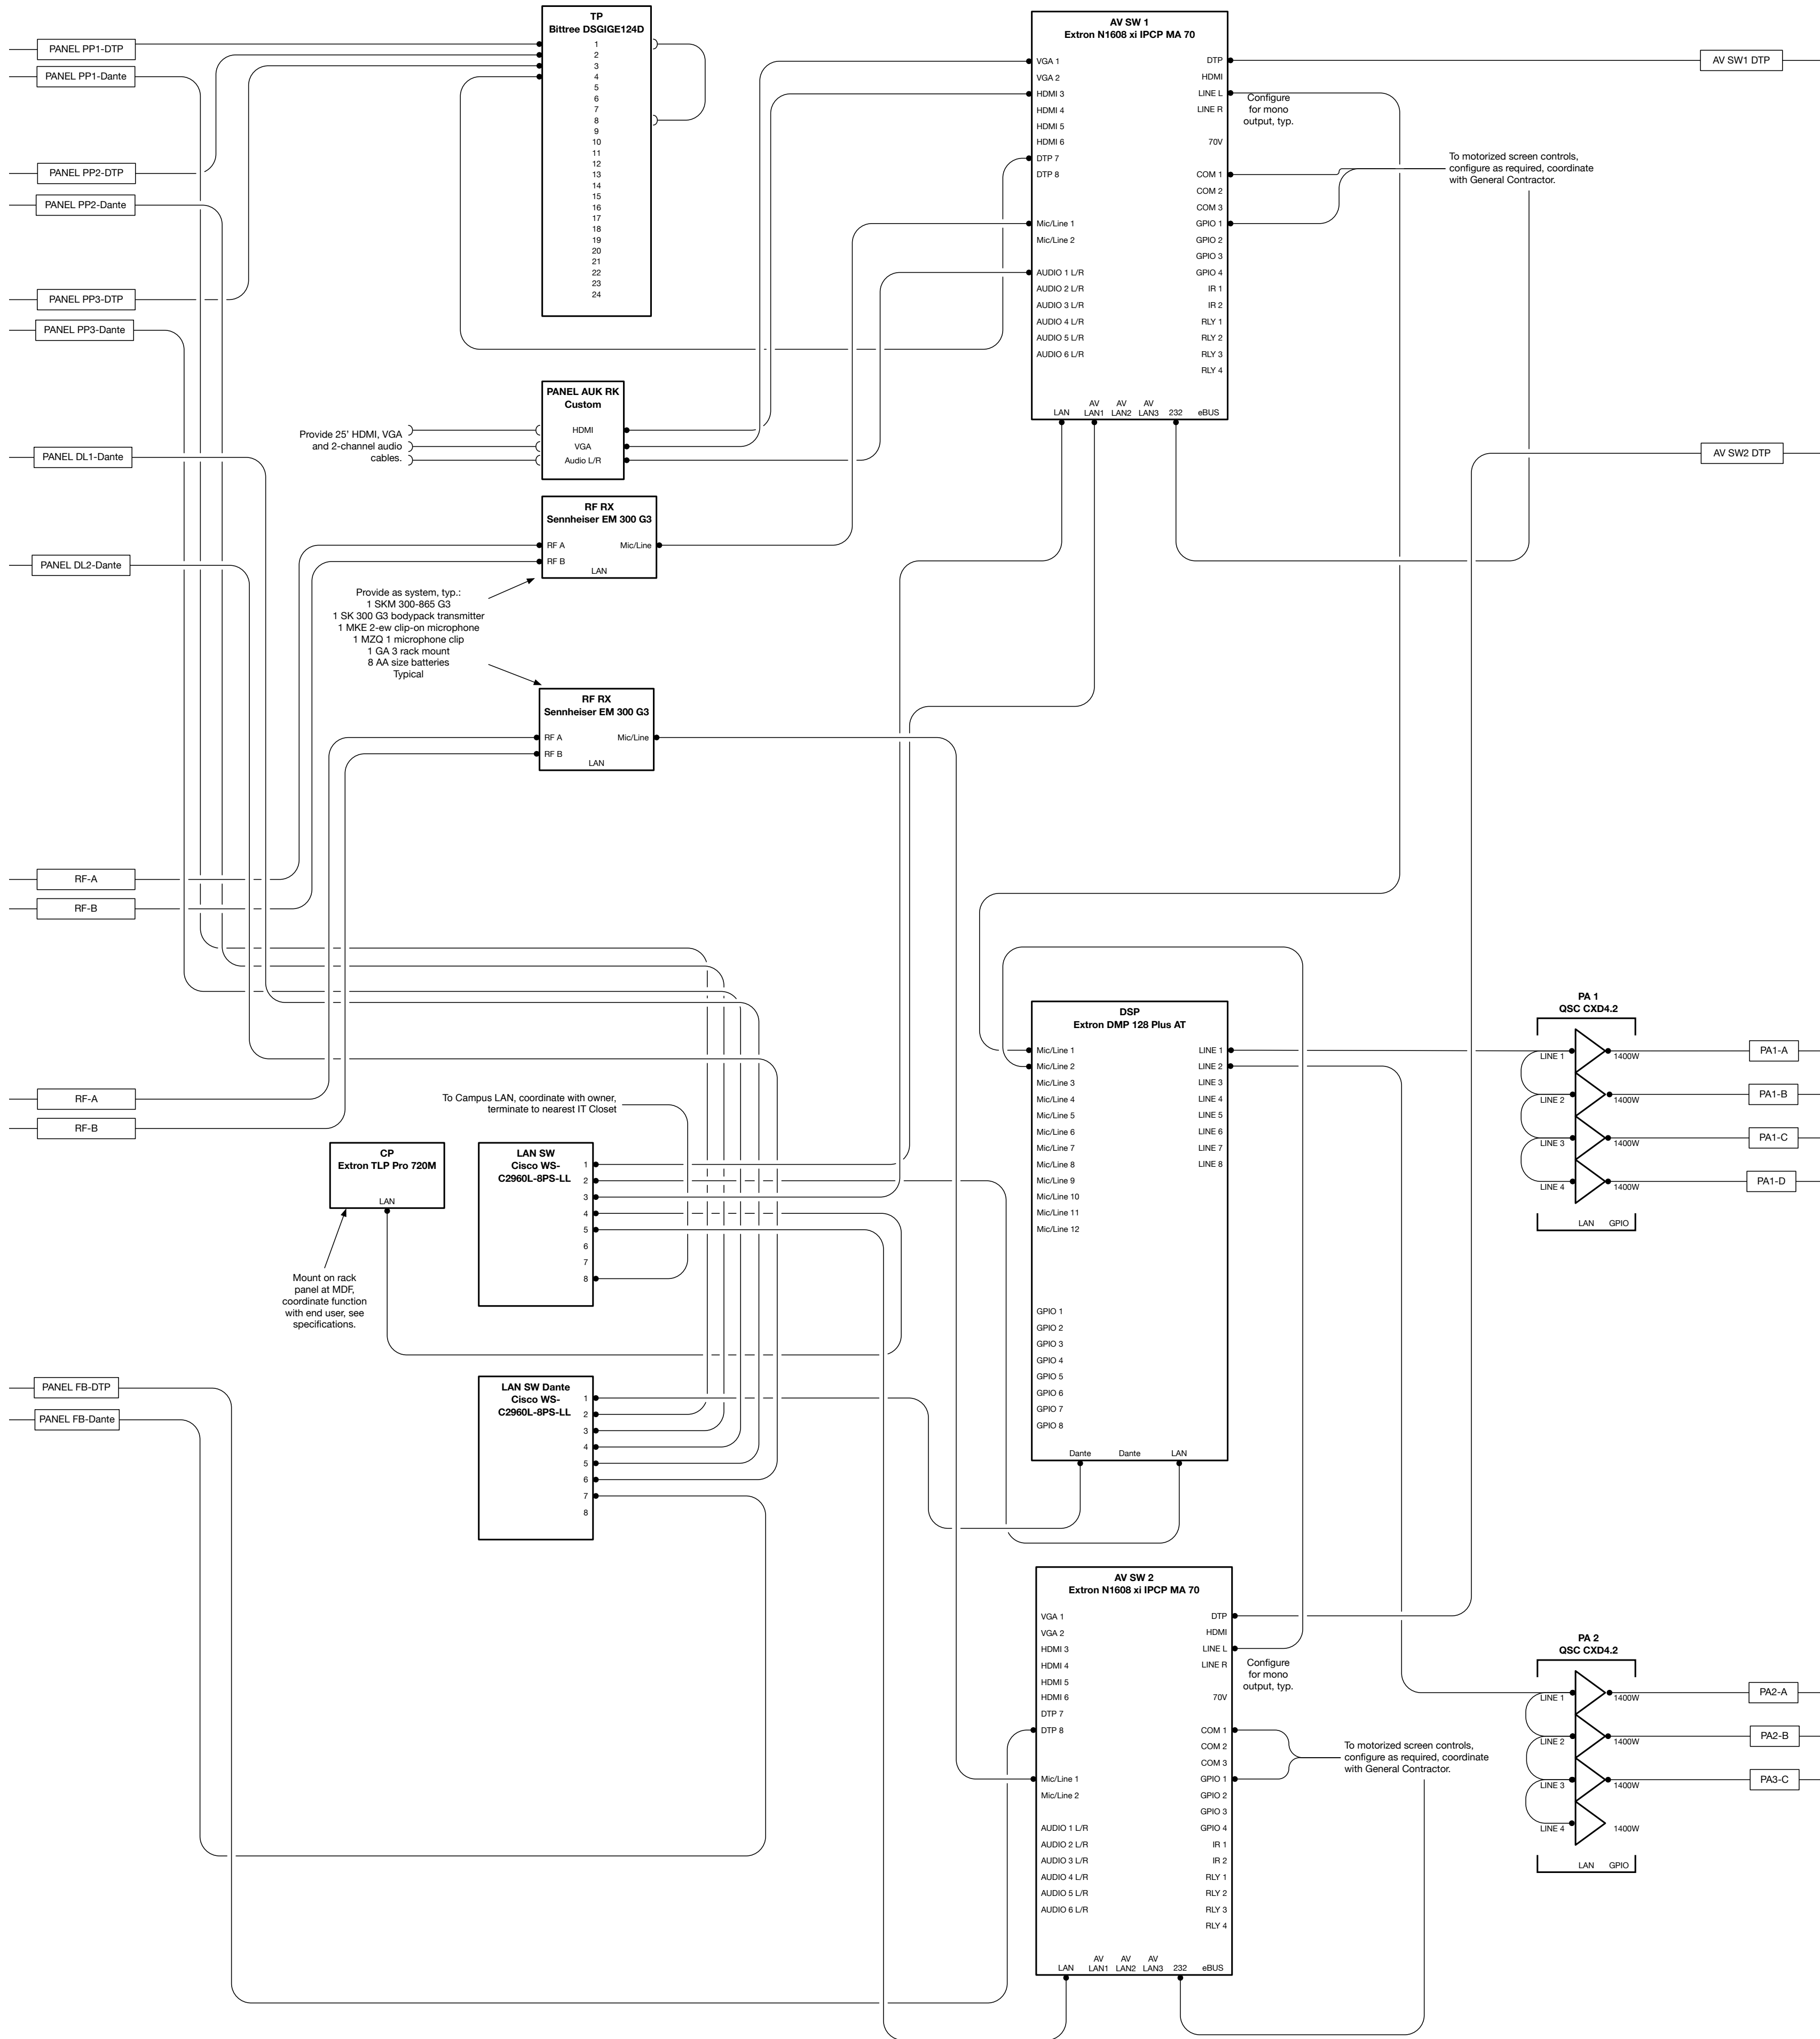 PANEL PP1-DTP
PANEL PP1-Dante
PANEL PP2-DTP
PANEL PP2-Dante
PANEL PP3-DTP
PANEL PP3-Dante
PANEL DL1-Dante
PANEL DL2-Dante
RF-A
RF-B
RF-A
RF-B
PANEL FB-DTP
PANEL FB-Dante
TP
Bittree DSGIGE124D
1
2
3
4
5
6
7
8
9
10
11
12
13
14
15
16
17
18
19
20
21
22
23
24
PANEL AUK RK
Custom
HDMI
VGA
Audio L/R
Provide 25' HDMI, VGA
and 2-channel audio
cables.
RF RX
Sennheiser EM 300 G3
RF A
Mic/Line
RF B
LAN
Provide as system, typ.:
1 SKM 300-865 G3
1 SK 300 G3 bodypack transmitter
1 MKE 2-ew clip-on microphone
1 MZQ 1 microphone clip
1 GA 3 rack mount
8 AA size batteries
Typical
RF RX
Sennheiser EM 300 G3
RF A
Mic/Line
RF B
LAN
To Campus LAN, coordinate with owner,
terminate to nearest IT Closet
CP
Extron TLP Pro 720M
LAN
Mount on rack
panel at MDF,
coordinate function
with end user, see
specifications.
LAN SW
Cisco WS-
C2960L-8PS-LL
1
2
3
4
5
6
7
8
LAN SW Dante
Cisco WS-
C2960L-8PS-LL
1
2
3
4
5
6
7
8
AV SW 1
Extron N1608 xi IPCP MA 70
VGA 1
VGA 2
HDMI 3
HDMI 4
HDMI 5
HDMI 6
DTP 7
DTP 8
Mic/Line 1
Mic/Line 2
AUDIO 1 L/R
AUDIO 2 L/R
AUDIO 3 L/R
AUDIO 4 L/R
AUDIO 5 L/R
AUDIO 6 L/R
DTP
HDMI
LINE L
LINE R
70V
COM 1
COM 2
COM 3
GPIO 1
GPIO 2
GPIO 3
GPIO 4
IR 1
IR 2
RLY 1
RLY 2
RLY 3
RLY 4
AV AV AV
LAN LAN1 LAN2 LAN3 232 eBUS
Configure
for mono
output, typ.
To motorized screen controls,
configure as required, coordinate
with General Contractor.
AV SW1 DTP
AV SW2 DTP
DSP
Extron DMP 128 Plus AT
Mic/Line 1
Mic/Line 2
Mic/Line 3
Mic/Line 4
Mic/Line 5
Mic/Line 6
Mic/Line 7
Mic/Line 8
Mic/Line 9
Mic/Line 10
Mic/Line 11
Mic/Line 12
GPIO 1
GPIO 2
GPIO 3
GPIO 4
GPIO 5
GPIO 6
GPIO 7
GPIO 8
LINE 1
LINE 2
LINE 3
LINE 4
LINE 5
LINE 6
LINE 7
LINE 8
Dante Dante LAN
PA 1
QSC CXD4.2
LINE 1
1400W
LINE 2
1400W
LINE 3
1400W
LINE 4
1400W
LAN GPIO
PA1-A
PA1-B
PA1-C
PA1-D
AV SW 2
Extron N1608 xi IPCP MA 70
VGA 1
VGA 2
HDMI 3
HDMI 4
HDMI 5
HDMI 6
DTP 7
DTP 8
Mic/Line 1
Mic/Line 2
AUDIO 1 L/R
AUDIO 2 L/R
AUDIO 3 L/R
AUDIO 4 L/R
AUDIO 5 L/R
AUDIO 6 L/R
DTP
HDMI
LINE L
LINE R
70V
COM 1
COM 2
COM 3
GPIO 1
GPIO 2
GPIO 3
GPIO 4
IR 1
IR 2
RLY 1
RLY 2
RLY 3
RLY 4
AV AV AV
LAN LAN1 LAN2 LAN3 232 eBUS
Configure
for mono
output, typ.
To motorized screen controls,
configure as required, coordinate
with General Contractor.
PA 2
QSC CXD4.2
LINE 1
1400W
LINE 2
1400W
LINE 3
1400W
LINE 4
1400W
LAN GPIO
PA2-A
PA2-B
PA3-C